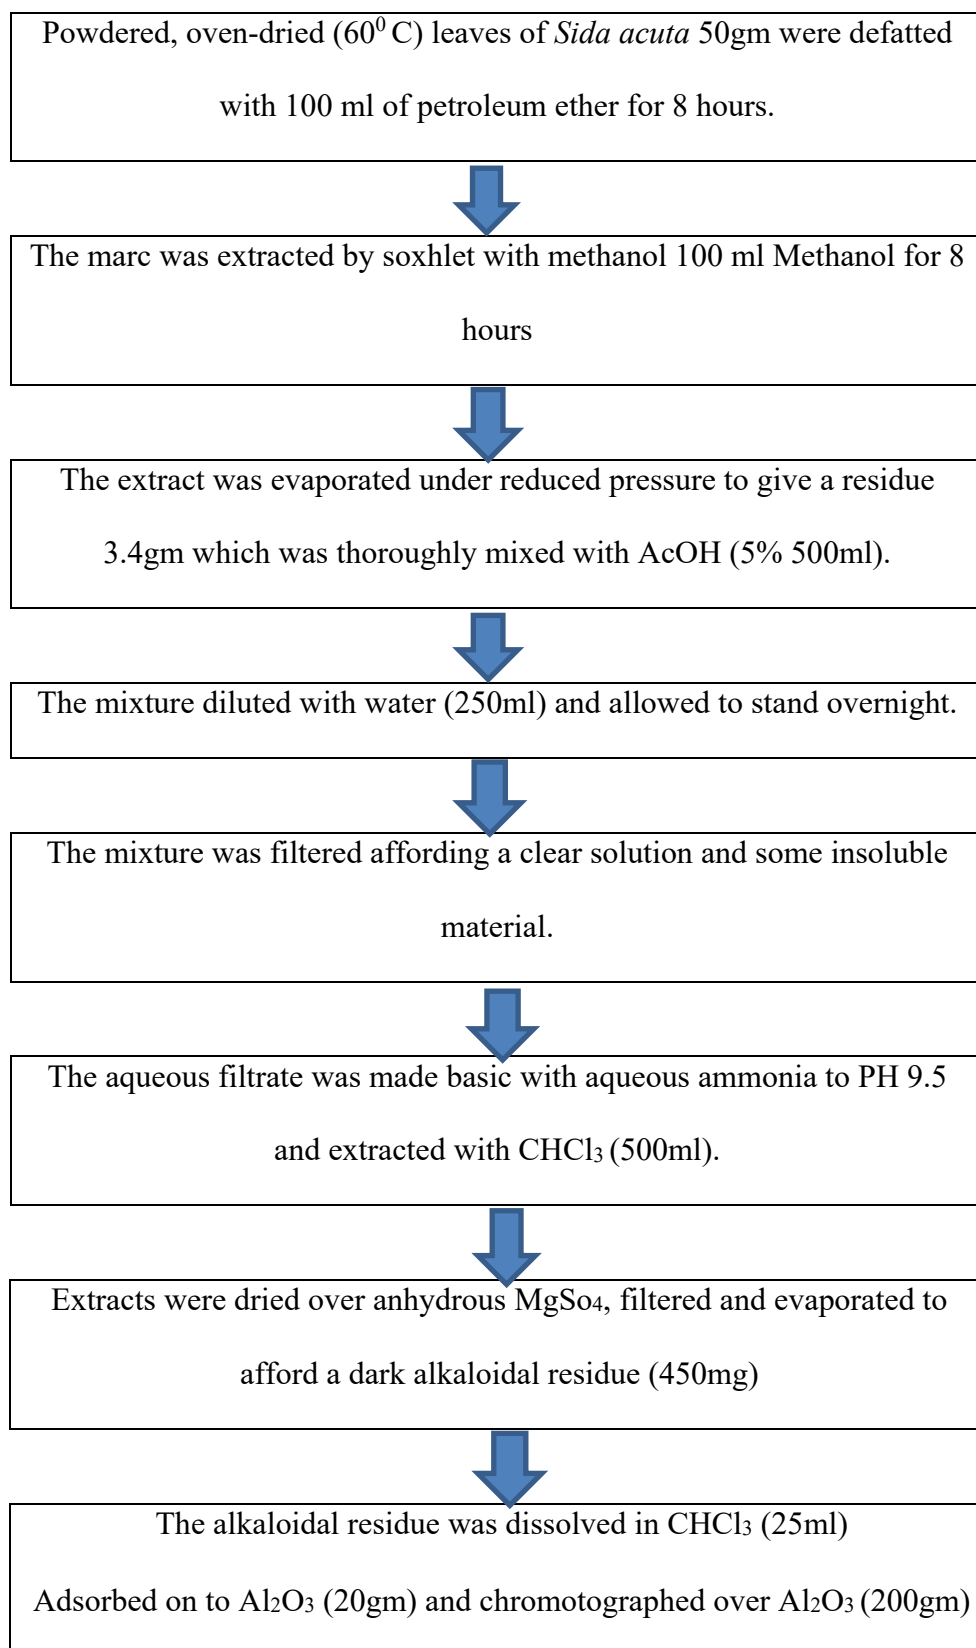 Powdered, oven-dried (60⁰ C) leaves of Sida acuta 50gm were defatted
with 100 ml of petroleum ether for 8 hours.
The marc was extracted by soxhlet with methanol 100 ml Methanol for 8
hours
The extract was evaporated under reduced pressure to give a residue
3.4gm which was thoroughly mixed with AcOH (5% 500ml).
The mixture diluted with water (250ml) and allowed to stand overnight.
The mixture was filtered affording a clear solution and some insoluble
material.
The aqueous filtrate was made basic with aqueous ammonia to PH 9.5
and extracted with CHCl₃ (500ml).
Extracts were dried over anhydrous MgSo₄, filtered and evaporated to
afford a dark alkaloidal residue (450mg)
The alkaloidal residue was dissolved in CHCl₃ (25ml)
Adsorbed on to Al₂O₃ (20gm) and chromotographed over Al₂O₃ (200gm)